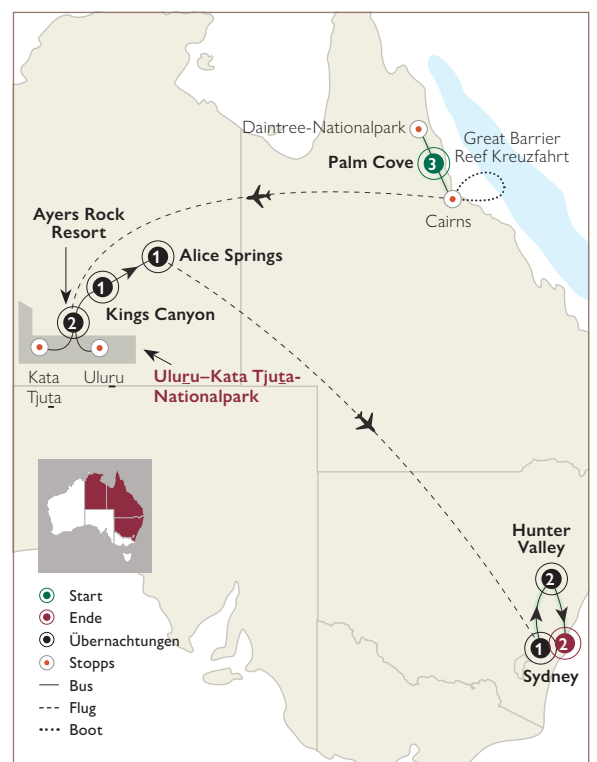 Daintree-Nationalpark
Great Barrier
Reef Kreuzfahrt
Palm Cove
3
Cairns
Ayers Rock
Resort
1
Alice Springs
1
Kings Canyon
2
Kata
Tjuṯa
Uluṟu
Uluṟu–Kata Tjuṯa-
Nationalpark
Hunter
Valley
2
1
2
Sydney
Start
Ende
Übernachtungen
Stopps
Bus
Flug
Boot